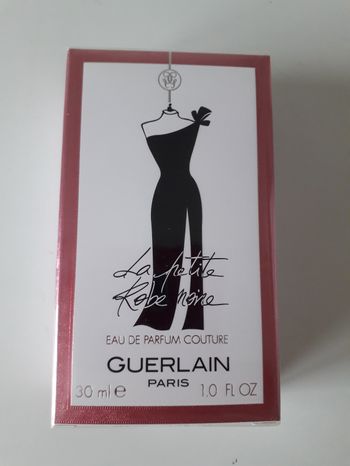 La petite
Robe noire
EAU DE PARFUM COUTURE
GUERLAIN
PARIS
30 ml e 1.0 FL OZ